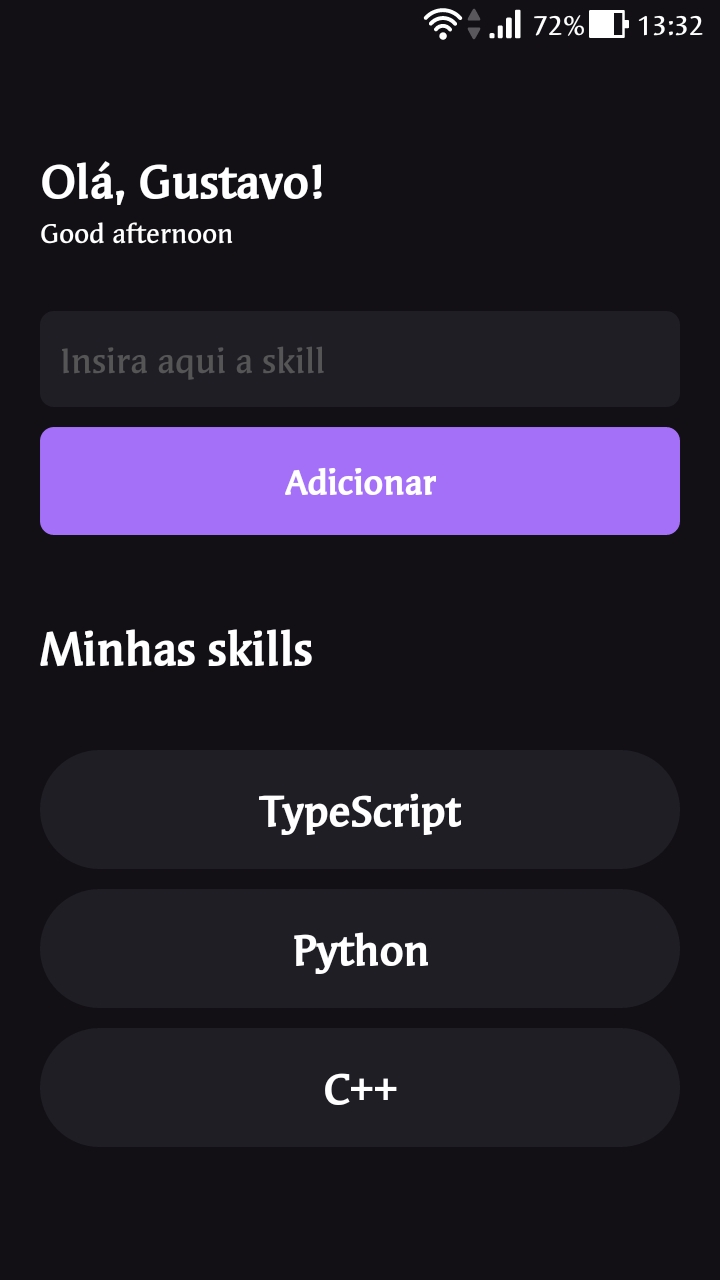 72% 13:32
Olá, Gustavo!
Good afternoon
Insira aqui a skill
Adicionar
Minhas skills
TypeScript
Python
C++